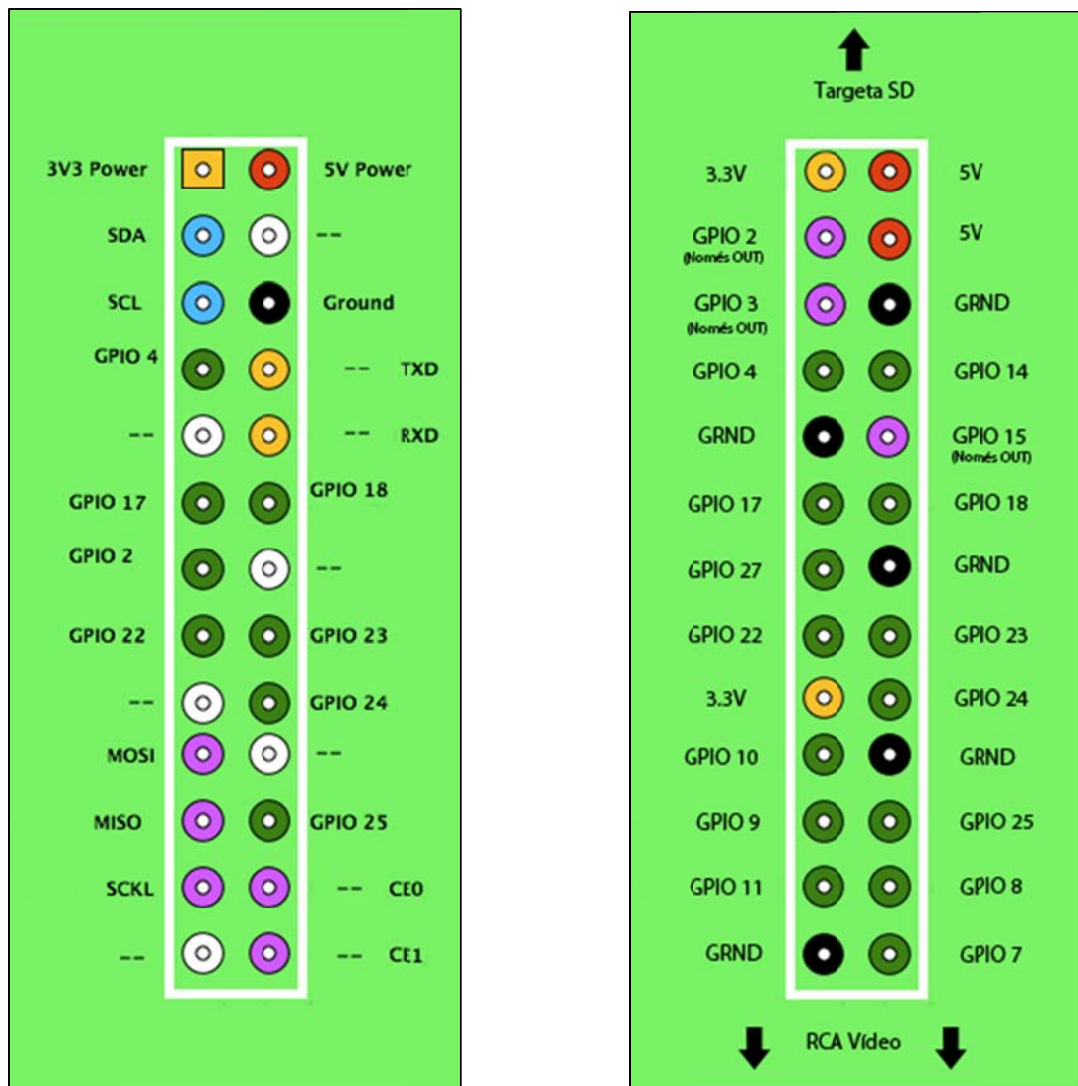 3V3 Power 5V Power
SDA --
SCL Ground
GPIO 4 -- TXD
-- -- RXD
GPIO 17 GPIO 18
GPIO 2 --
GPIO 22 GPIO 23
-- GPIO 24
MOSI --
MISO GPIO 25
SCKL -- CE0
-- -- CE1
Targeta SD
3.3V 5V
GPIO 2 5V
(Només OUT)
GPIO 3 GRND
(Només OUT)
GPIO 4 GPIO 14
GRND GPIO 15
(Només OUT)
GPIO 17 GPIO 18
GPIO 27 GRND
GPIO 22 GPIO 23
3.3V GPIO 24
GPIO 10 GRND
GPIO 9 GPIO 25
GPIO 11 GPIO 8
GRND GPIO 7
RCA Vídeo